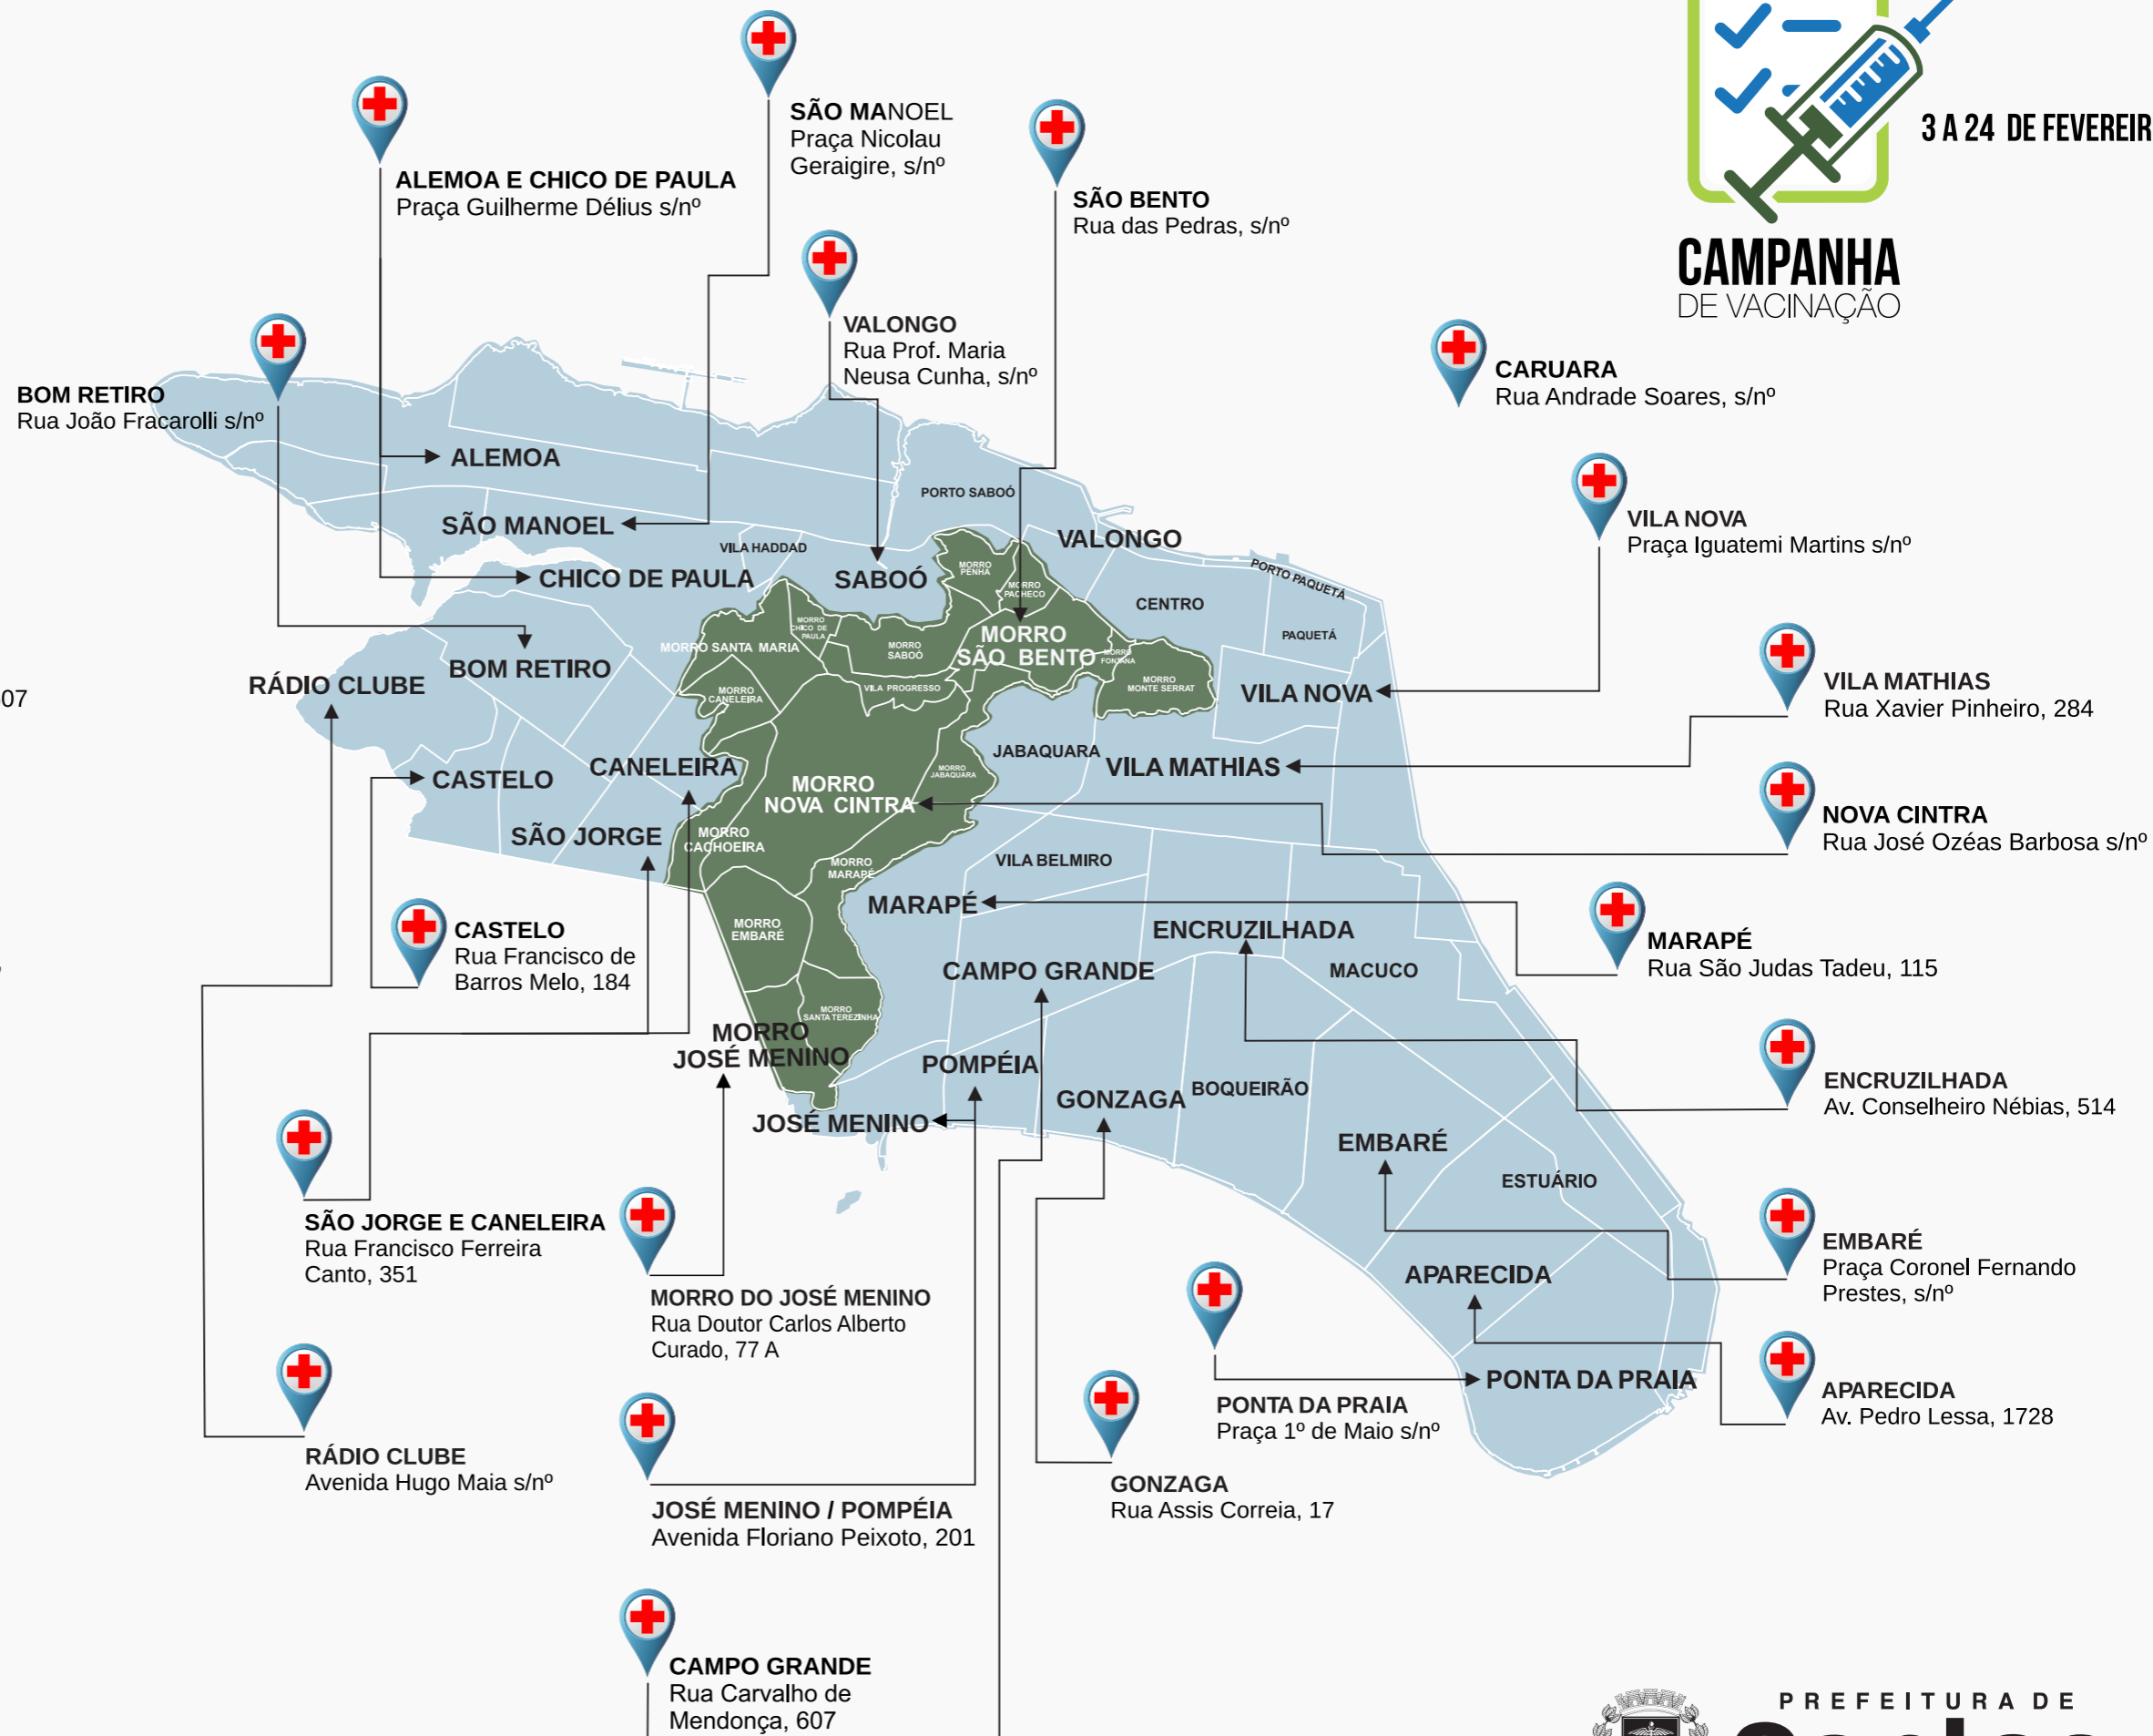 3 A 24 DE FEVEREIR
CAMPANHA
DE VACINAÇÃO
SÃO MANOEL
Praça Nicolau
Geraigire, s/nº
ALEMOA E CHICO DE PAULA
Praça Guilherme Délius s/nº
SÃO BENTO
Rua das Pedras, s/nº
VALONGO
Rua Prof. Maria
Neusa Cunha, s/nº
CARUARA
Rua Andrade Soares, s/nº
BOM RETIRO
Rua João Fracarolli s/nº
VILA NOVA
Praça Iguatemi Martins s/nº
ALEMOA
PORTO SABOÓ
SÃO MANOEL
VILA HADDAD
VALONGO
CHICO DE PAULA
SABOÓ
MORRO
PENHA
MORRO
PACHECO
PORTO PAQUETÁ
CENTRO
PAQUETÁ
MORRO
CHICO DE
PAULA
MORRO SANTA MARIA
MORRO
SABOÓ
MORRO
SÃO BENTO
MORRO
FONTANA
MORRO
MONTE SERRAT
BOM RETIRO
RÁDIO CLUBE
MORRO
CANELEIRA
VILA PROGRESSO
VILA NOVA
VILA MATHIAS
Rua Xavier Pinheiro, 284
07
JABAQUARA
VILA MATHIAS
CASTELO
CANELEIRA
MORRO
JABAQUARA
MORRO
NOVA CINTRA
NOVA CINTRA
Rua José Ozéas Barbosa s/nº
SÃO JORGE
MORRO
CACHOEIRA
MORRO
MARAPÉ
VILA BELMIRO
MARAPÉ
MARAPÉ
Rua São Judas Tadeu, 115
CASTELO
Rua Francisco de
Barros Melo, 184
MORRO
EMBARÉ
ENCRUZILHADA
CAMPO GRANDE
MACUCO
MORRO
SANTA TEREZINHA
MORRO
JOSÉ MENINO
POMPÉIA
GONZAGA
BOQUEIRÃO
ENCRUZILHADA
Av. Conselheiro Nébias, 514
JOSÉ MENINO
EMBARÉ
ESTUÁRIO
SÃO JORGE E CANELEIRA
Rua Francisco Ferreira
Canto, 351
EMBARÉ
Praça Coronel Fernando
Prestes, s/nº
APARECIDA
MORRO DO JOSÉ MENINO
Rua Doutor Carlos Alberto
Curado, 77 A
PONTA DA PRAIA
PONTA DA PRAIA
Praça 1º de Maio s/nº
APARECIDA
Av. Pedro Lessa, 1728
RÁDIO CLUBE
Avenida Hugo Maia s/nº
GONZAGA
Rua Assis Correia, 17
JOSÉ MENINO / POMPÉIA
Avenida Floriano Peixoto, 201
CAMPO GRANDE
Rua Carvalho de
Mendonça, 607
PREFEITURA DE